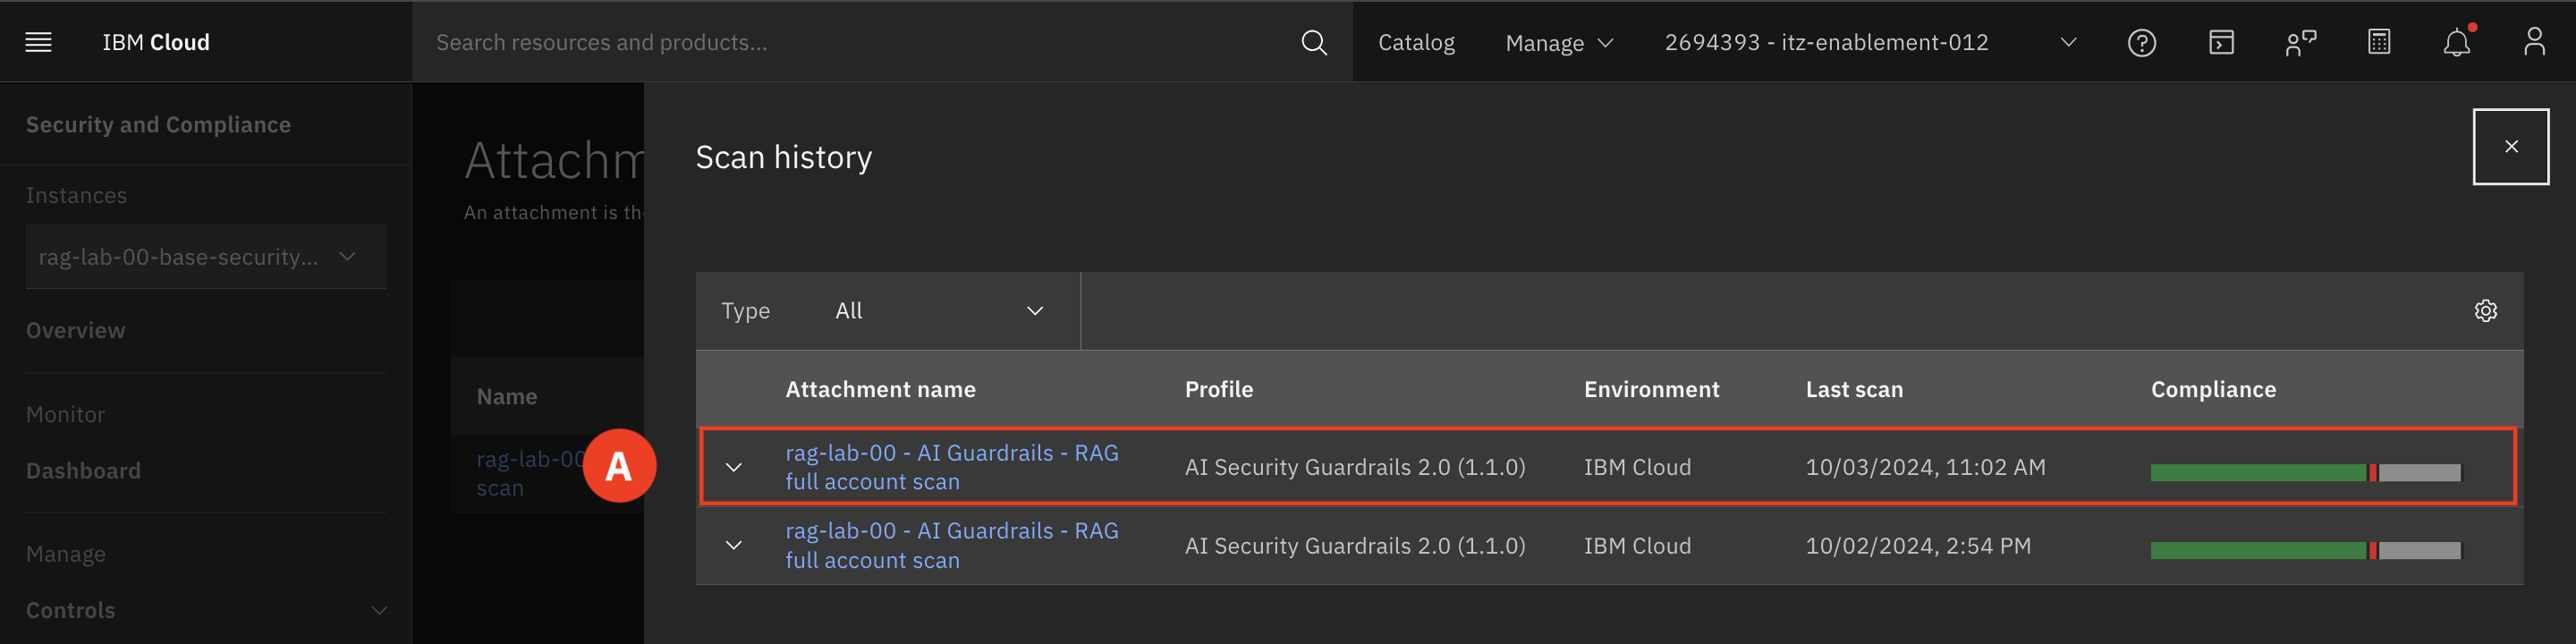 IBM Cloud
Search resources and products...
Catalog
Manage
2694393 - itz-enablement-012
Security and Compliance
Instances
rag-lab-00-base-security...
Overview
Monitor
Dashboard
Manage
Controls
Attachm
An attachment is th
Name
rag-lab-00
scan
A
Scan history
Type All
Attachment name Profile Environment Last scan Compliance
rag-lab-00 - AI Guardrails - RAG
full account scan
AI Security Guardrails 2.0 (1.1.0) IBM Cloud 10/03/2024, 11:02 AM
rag-lab-00 - AI Guardrails - RAG
full account scan
AI Security Guardrails 2.0 (1.1.0) IBM Cloud 10/02/2024, 2:54 PM